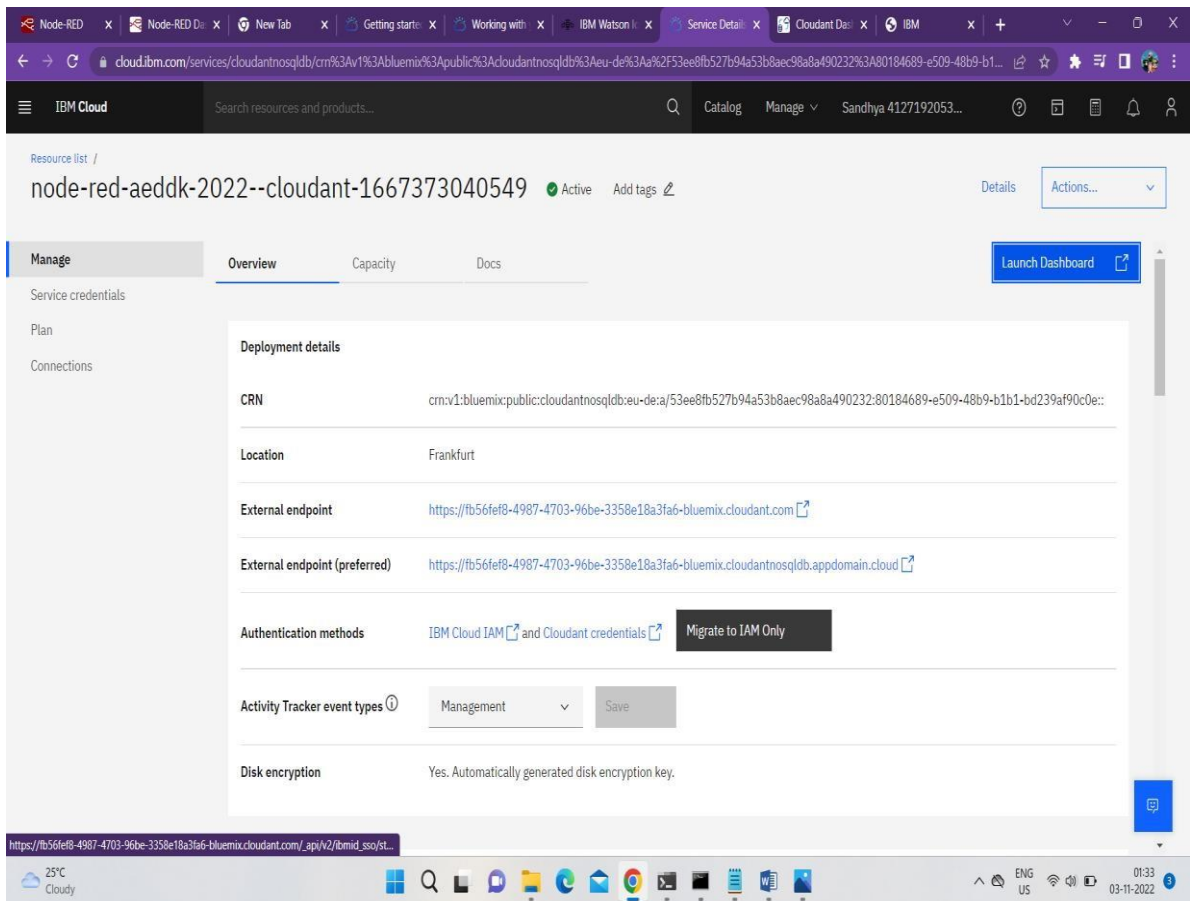 Node-RED
Node-RED Da
New Tab
Getting starte
Working with
IBM Watson Io
Service Detail
Cloudant Das
IBM
cloud.ibm.com/services/cloudantnosqldb/crn%3Av1%3Abluemix%3Apublic%3Acloudantnosqldb%3Aeu-de%3Aa%2F53ee8fb527b94a53b8aec98a8a490232%3A80184689-e509-48b9-b1...
IBM Cloud
Search resources and products...
Catalog
Manage
Sandhya 4127192053...
Resource list /
node-red-aeddk-2022--cloudant-1667373040549
Active
Add tags
Details
Actions...
Manage
Service credentials
Plan
Connections
Overview
Capacity
Docs
Launch Dashboard
Deployment details
CRN
crn:v1:bluemix:public:cloudantnosqldb:eu-de:a/53ee8fb527b94a53b8aec98a8a490232:80184689-e509-48b9-b1b1-bd239af90c0e::
Location
Frankfurt
External endpoint
https://fb56fef8-4987-4703-96be-3358e18a3fa6-bluemix.cloudant.com
External endpoint (preferred)
https://fb56fef8-4987-4703-96be-3358e18a3fa6-bluemix.cloudantnosqldb.appdomain.cloud
Authentication methods
IBM Cloud IAM and Cloudant credentials
Migrate to IAM Only
Activity Tracker event types
Management
Save
Disk encryption
Yes. Automatically generated disk encryption key.
https://fb56fef8-4987-4703-96be-3358e18a3fa6-bluemix.cloudant.com/_api/v2/ibmid_sso/st...
25°C
Cloudy
ENG
US
01:33
03-11-2022
3